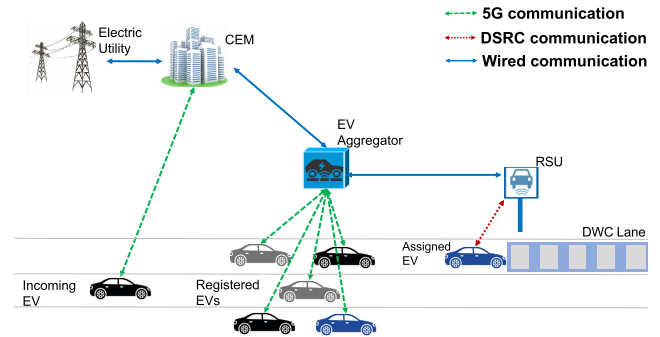 5G communication
DSRC communication
Wired communication
Electric
Utility
CEM
EV
Aggregator
RSU
DWC Lane
Assigned
EV
Incoming
EV
Registered
EVs